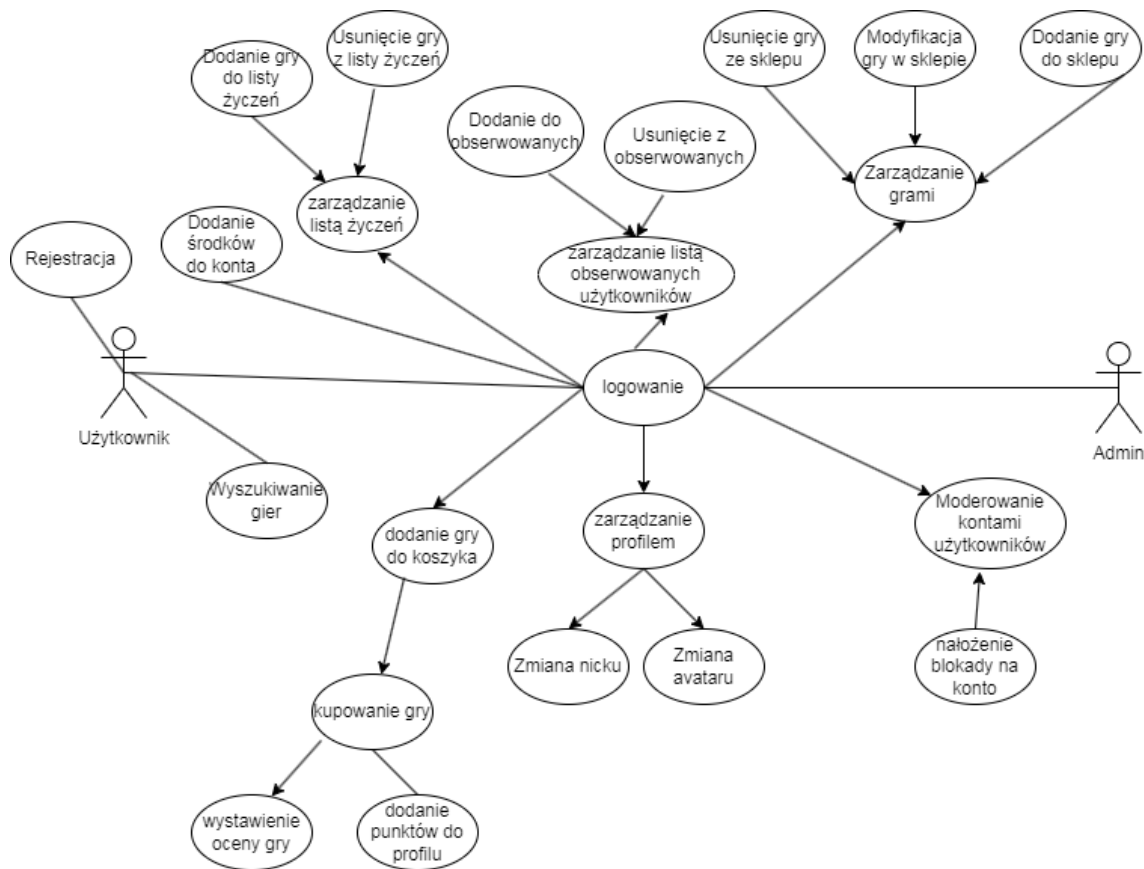 Dodanie gry
do listy
życzeń
Usunięcie gry
z listy życzeń
Usunięcie gry
ze sklepu
Modyfikacja
gry w sklepie
Dodanie gry
do sklepu
Dodanie do
obserwowanych
Usunięcie z
obserwowanych
Zarządzanie
grami
zarządzanie
listą życzeń
Dodanie
środków
do konta
Rejestracja
zarządzanie listą
obserwowanych
użytkowników
logowanie
Użytkownik
Admin
Wyszukiwanie
gier
dodanie gry
do koszyka
zarządzanie
profilem
Moderowanie
kontami
użytkowników
Zmiana nicku
Zmiana
avataru
nałożenie
blokady na
konto
kupowanie gry
wystawienie
oceny gry
dodanie
punktów do
profilu